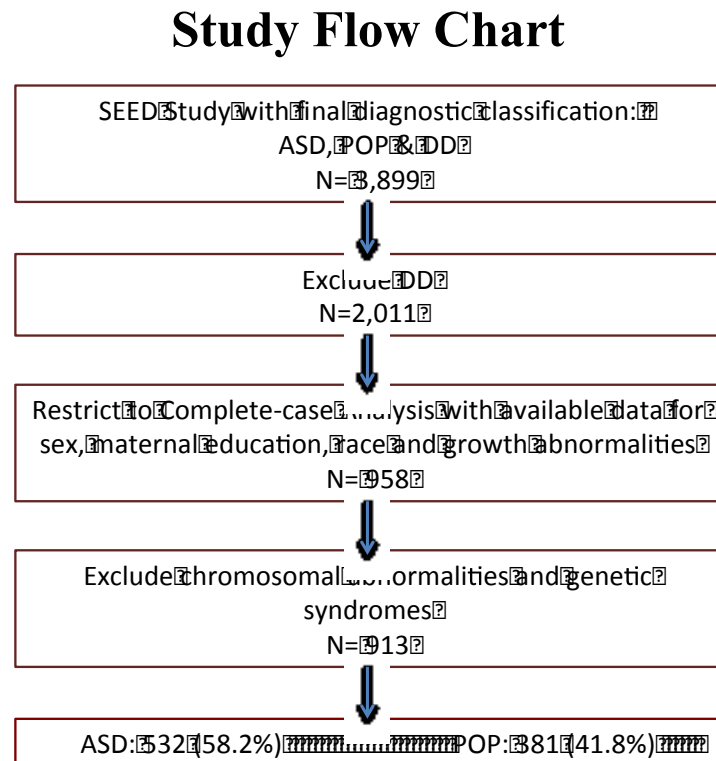 Study Flow Chart
SEED Study with final diagnostic classification:
ASD, POP & DD
N= 3,899
Exclude DD
N=2,011
Restrict to Complete-case Analysis with available data for
sex, maternal education, race and growth abnormalities
N= 958
Exclude chromosomal abnormalities and genetic
syndromes
N= 913
ASD: 532 (58.2%) POP: 381 (41.8%)